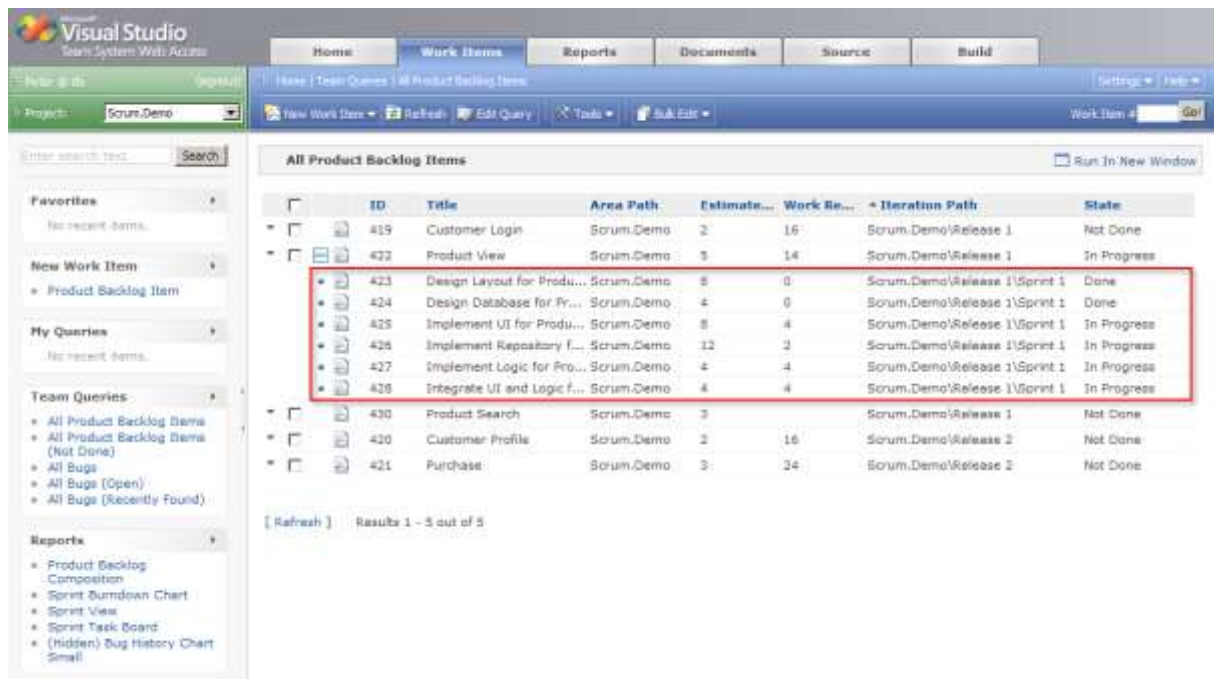 Visual Studio
Team System Web Access
Home Work Items Reports Documents Source Build
Home | Team Queries | All Product Backlog Items
Settings Help
Project: Scrum.Demo
New Work Item Refresh Edit Query Tools Bulk Edit Work Item # Go!
Enter search text Search
All Product Backlog Items Run In New Window
Favorites
No recent items.
New Work Item
Product Backlog Item
My Queries
No recent items.
Team Queries
All Product Backlog Items
All Product Backlog Items
(Not Done)
All Bugs
All Bugs (Open)
All Bugs (Recently Found)
Reports
Product Backlog
Composition
Sprint Burndown Chart
Sprint View
Sprint Task Board
(Hidden) Bug History Chart
Small
ID Title Area Path Estimate... Work Re... Iteration Path State
419 Customer Login Scrum.Demo 2 16 Scrum.Demo\Release 1 Not Done
422 Product View Scrum.Demo 5 14 Scrum.Demo\Release 1 In Progress
423 Design Layout for Produ... Scrum.Demo 8 0 Scrum.Demo\Release 1\Sprint 1 Done
424 Design Database for Pr... Scrum.Demo 4 0 Scrum.Demo\Release 1\Sprint 1 Done
425 Implement UI for Produ... Scrum.Demo 8 4 Scrum.Demo\Release 1\Sprint 1 In Progress
426 Implement Repository f... Scrum.Demo 12 2 Scrum.Demo\Release 1\Sprint 1 In Progress
427 Implement Logic for Pro... Scrum.Demo 4 4 Scrum.Demo\Release 1\Sprint 1 In Progress
428 Integrate UI and Logic f... Scrum.Demo 4 4 Scrum.Demo\Release 1\Sprint 1 In Progress
430 Product Search Scrum.Demo 3 Scrum.Demo\Release 1 Not Done
420 Customer Profile Scrum.Demo 2 16 Scrum.Demo\Release 2 Not Done
421 Purchase Scrum.Demo 3 24 Scrum.Demo\Release 2 Not Done
[ Refresh ] Results 1 - 5 out of 5